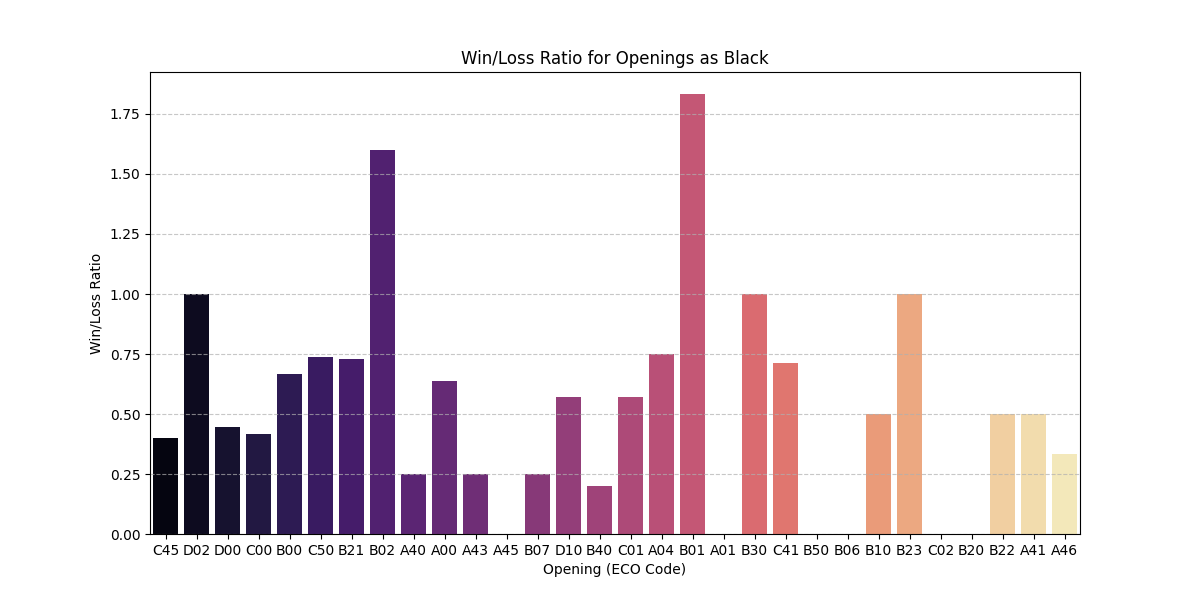 Win/Loss Ratio for Openings as Black
Win/Loss Ratio
1.75
1.50
1.25
1.00
0.75
0.50
0.25
0.00
C45 D02 D00 C00 B00 C50 B21 B02 A40 A00 A43 A45 B07 D10 B40 C01 A04 B01 A01 B30 C41 B50 B06 B10 B23 C02 B20 B22 A41 A46
Opening (ECO Code)